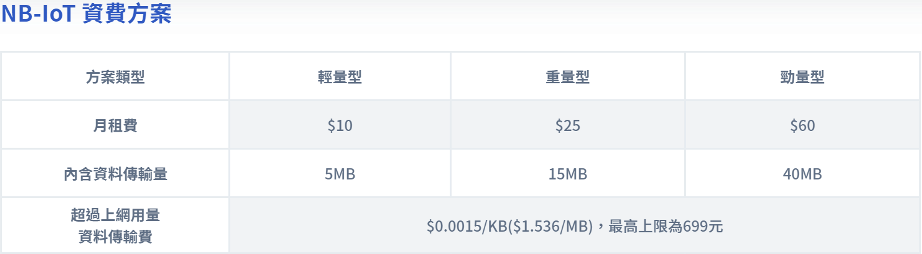 NB-IoT 資費方案
方案類型 輕量型 重量型 勁量型
月租費 $10 $25 $60
內含資料傳輸量 5MB 15MB 40MB
超過上網用量
資料傳輸費
$0.0015/KB($1.536/MB)，最高上限為699元